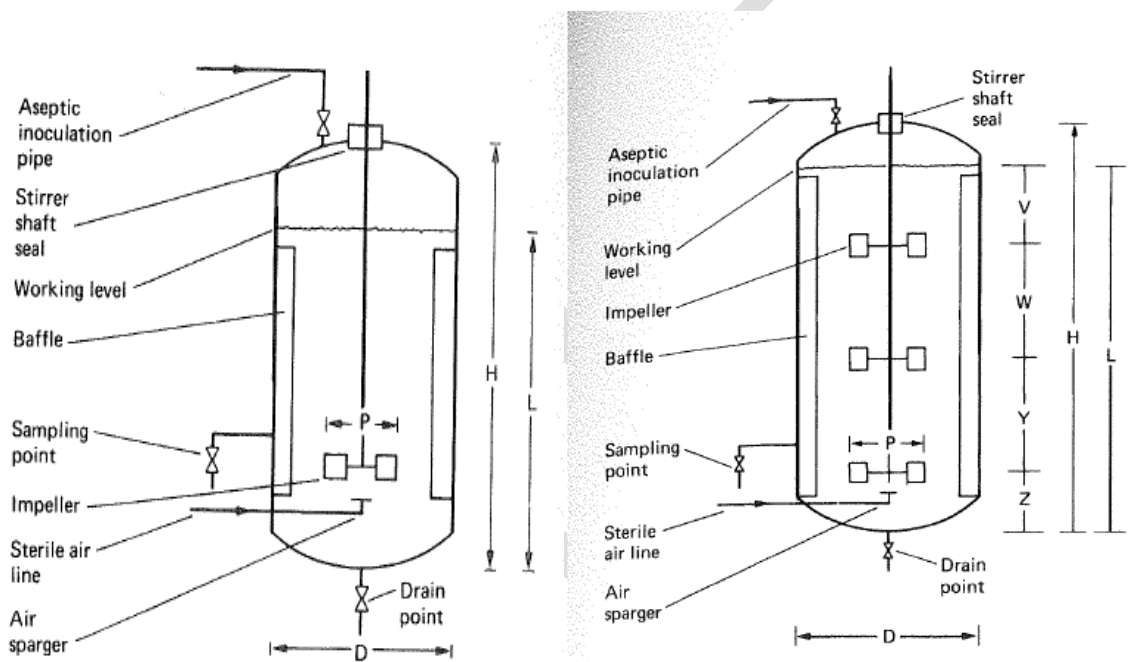 Aseptic
inoculation
pipe
Stirrer
shaft
seal
Working level
Baffle
Sampling
point
Impeller
Sterile air
line
Air
sparger
P
H
L
Drain
point
D
Stirrer
shaft
seal
Aseptic
inoculation
pipe
Working
level
Impeller
Baffle
Sampling
point
Sterile
air line
Air
sparger
P
V
W
Y
Z
H
L
Drain
point
D